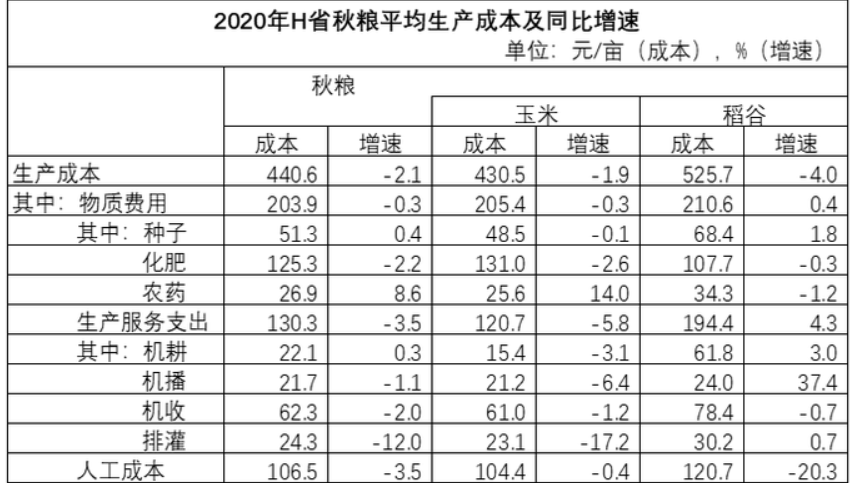 2020年H省秋粮平均生产成本及同比增速
单位：元/亩（成本），%（增速）
秋粮
玉米 稻谷
成本 增速 成本 增速 成本 增速
生产成本 440.6 -2.1 430.5 -1.9 525.7 -4.0
其中：物质费用 203.9 -0.3 205.4 -0.3 210.6 0.4
其中：种子 51.3 0.4 48.5 -0.1 68.4 1.8
化肥 125.3 -2.2 131.0 -2.6 107.7 -0.3
农药 26.9 8.6 25.6 14.0 34.3 -1.2
生产服务支出 130.3 -3.5 120.7 -5.8 194.4 4.3
其中：机耕 22.1 0.3 15.4 -3.1 61.8 3.0
机播 21.7 -1.1 21.2 -6.4 24.0 37.4
机收 62.3 -2.0 61.0 -1.2 78.4 -0.7
排灌 24.3 -12.0 23.1 -17.2 30.2 0.7
人工成本 106.5 -3.5 104.4 -0.4 120.7 -20.3